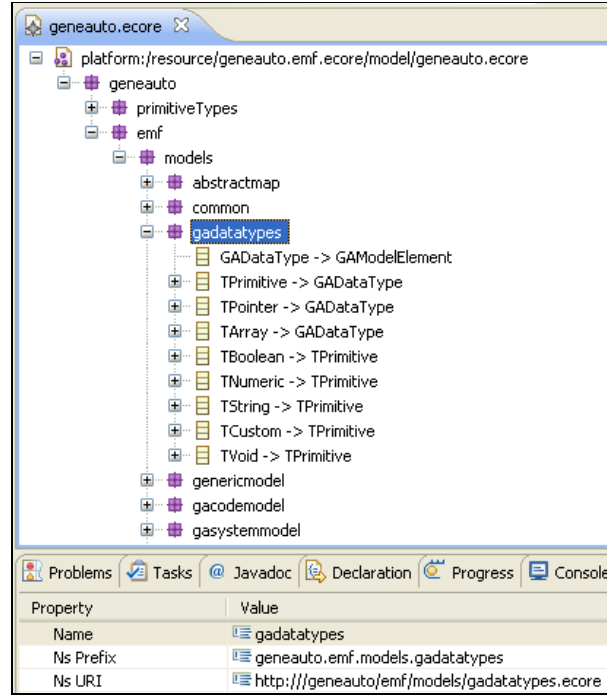 geneauto.ecore
platform:/resource/geneauto.emf.ecore/model/geneauto.ecore
geneauto
primitiveTypes
emf
models
abstractmap
common
gadatatypes
GADataType -> GAModelElement
TPrimitive -> GADataType
TPointer -> GADataType
TArray -> GADataType
TBoolean -> TPrimitive
TNumeric -> TPrimitive
TString -> TPrimitive
TCustom -> TPrimitive
TVoid -> TPrimitive
genericmodel
gacodemodel
gasystemmodel
Problems Tasks @ Javadoc Declaration Progress Console
Property Value
Name gadatatypes
Ns Prefix geneauto.emf.models.gadatatypes
Ns URI http:///geneauto/emf/models/gadatatypes.ecore